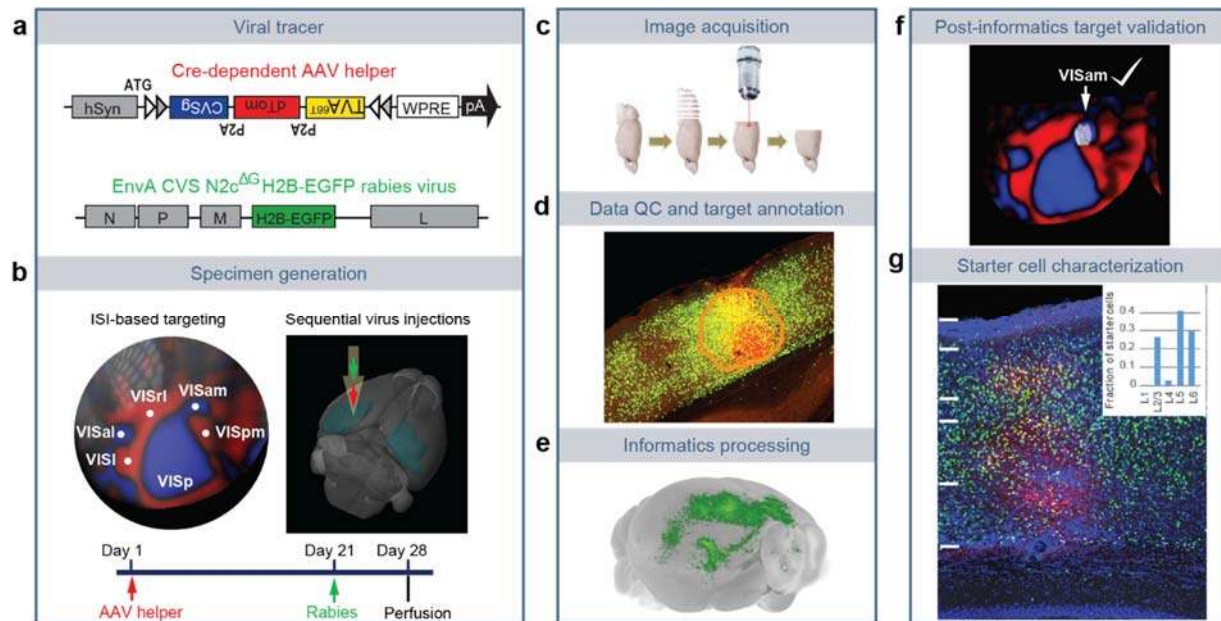 a
Viral tracer
Cre-dependent AAV helper
ATG
hSyn
CVSg
dTom
TVA66T
WPRE
pA
P2A
P2A
EnvA CVS N2cΔG H2B-EGFP rabies virus
N
P
M
H2B-EGFP
L
b
Specimen generation
ISI-based targeting
Sequential virus injections
VISrl
VISam
VISal
VISpm
VISl
VISp
Day 1
Day 21
Day 28
AAV helper
Rabies
Perfusion
c
Image acquisition
d
Data QC and target annotation
e
Informatics processing
f
Post-informatics target validation
VISam
g
Starter cell characterization
Fraction of starter cells
0.4
0.3
0.2
0.1
0
L1
L2/3
L4
L5
L6